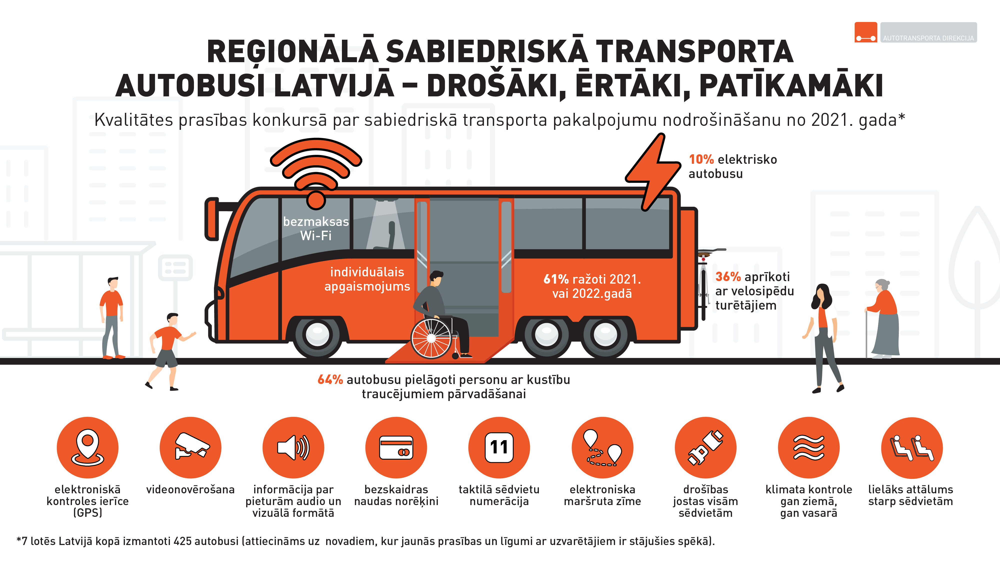 AUTOTRANSPORTA DIREKCIJA
REĢIONĀLĀ SABIEDRISKĀ TRANSPORTA
AUTOBUSI LATVIJĀ – DROŠĀKI, ĒRTĀKI, PATĪKAMĀKI
Kvalitātes prasības konkursā par sabiedriskā transporta pakalpojumu nodrošināšanu no 2021. gada*
10% elektrisko
autobusu
bezmaksas
Wi-Fi
individuālais
apgaismojums
61% ražoti 2021.
vai 2022.gadā
36% aprīkoti
ar velosipēdu
turētājiem
64% autobusu pielāgoti personu ar kustību
traucējumiem pārvadāšanai
11
elektroniskā
kontroles ierīce
(GPS)
videonovērošana
informācija par
pieturām audio un
vizuālā formātā
bezskaidras
naudas norēķini
taktilā sēdvietu
numerācija
elektroniska
maršruta zīme
drošības
jostas visām
sēdvietām
klimata kontrole
gan ziemā,
gan vasarā
lielāks attālums
starp sēdvietām
*7 lotēs Latvijā kopā izmantoti 425 autobusi (attiecināms uz  novadiem, kur jaunās prasības un līgumi ar uzvarētājiem ir stājušies spēkā).